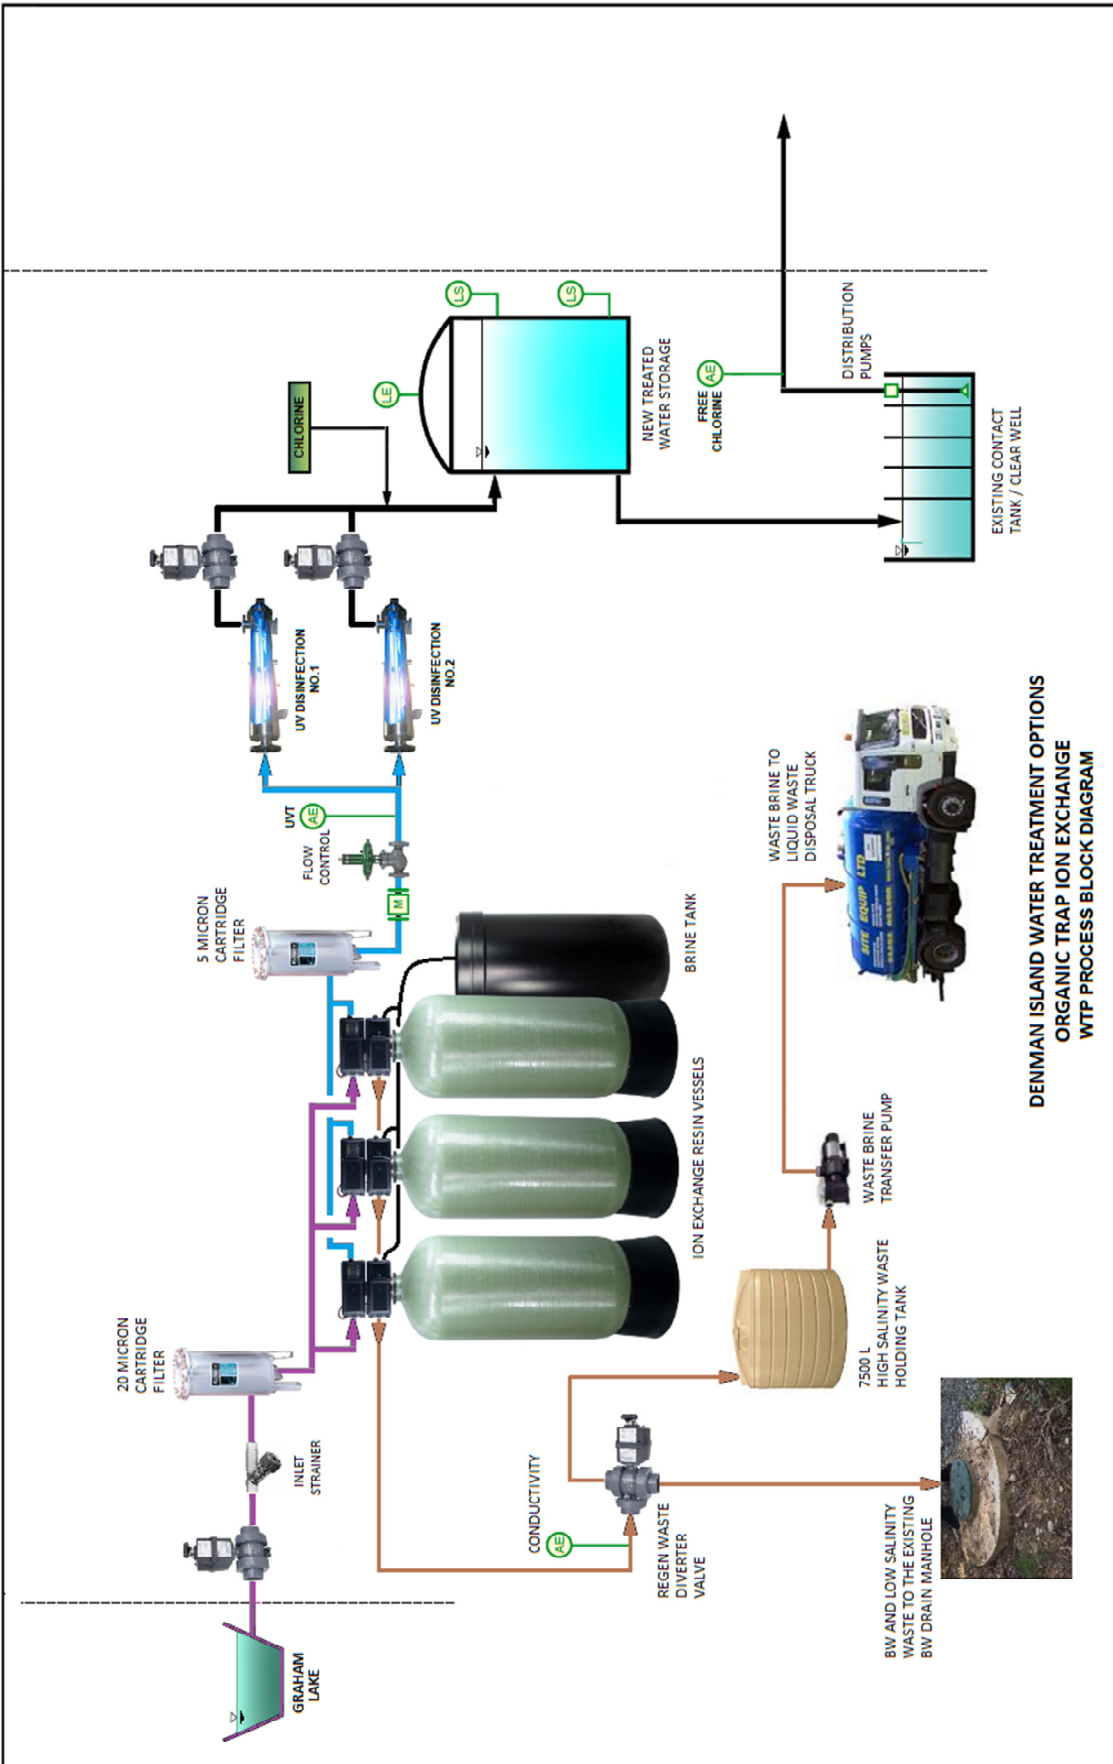 GRAHAM
LAKE
INLET
STRAINER
20 MICRON
CARTRIDGE
FILTER
5 MICRON
CARTRIDGE
FILTER
FLOW
CONTROL
M
UVT
AE
UV DISINFECTION
NO.1
UV DISINFECTION
NO.2
CHLORINE
LE
LS
LS
NEW TREATED
WATER STORAGE
FREE
CHLORINE
AE
DISTRIBUTION
PUMPS
EXISTING CONTACT
TANK / CLEAR WELL
BRINE TANK
ION EXCHANGE RESIN VESSELS
CONDUCTIVITY
AE
REGEN WASTE
DIVERTER
VALVE
BW AND LOW SALINITY
WASTE TO THE EXISTING
BW DRAIN MANHOLE
7500 L
HIGH SALINITY WASTE
HOLDING TANK
WASTE BRINE
TRANSFER PUMP
WASTE BRINE TO
LIQUID WASTE
DISPOSAL TRUCK
SITE EQUIP LTD
DENMAN ISLAND WATER TREATMENT OPTIONS
ORGANIC TRAP ION EXCHANGE
WTP PROCESS BLOCK DIAGRAM